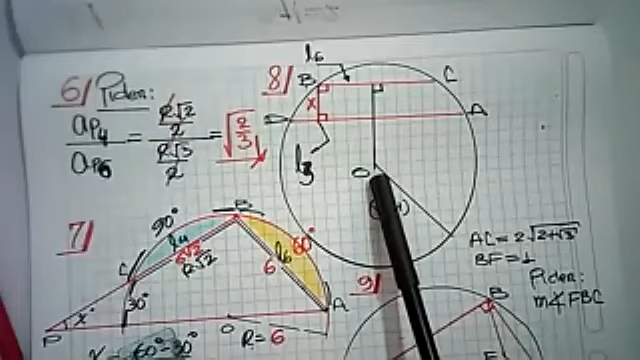 6/ Piden:
ap4 / ap6 = R√2/2 / R√3/2 = √(2/3)
8/
l6
B
C
x
A
l3
O
7/
90°
B
60°
l4
6√2
R√2
l6
6
C
30°
A
P
x°
O
R=6
60°-30°
AC=2√(2+√3)
BF=1
Piden:
m∢FBC
9/
B